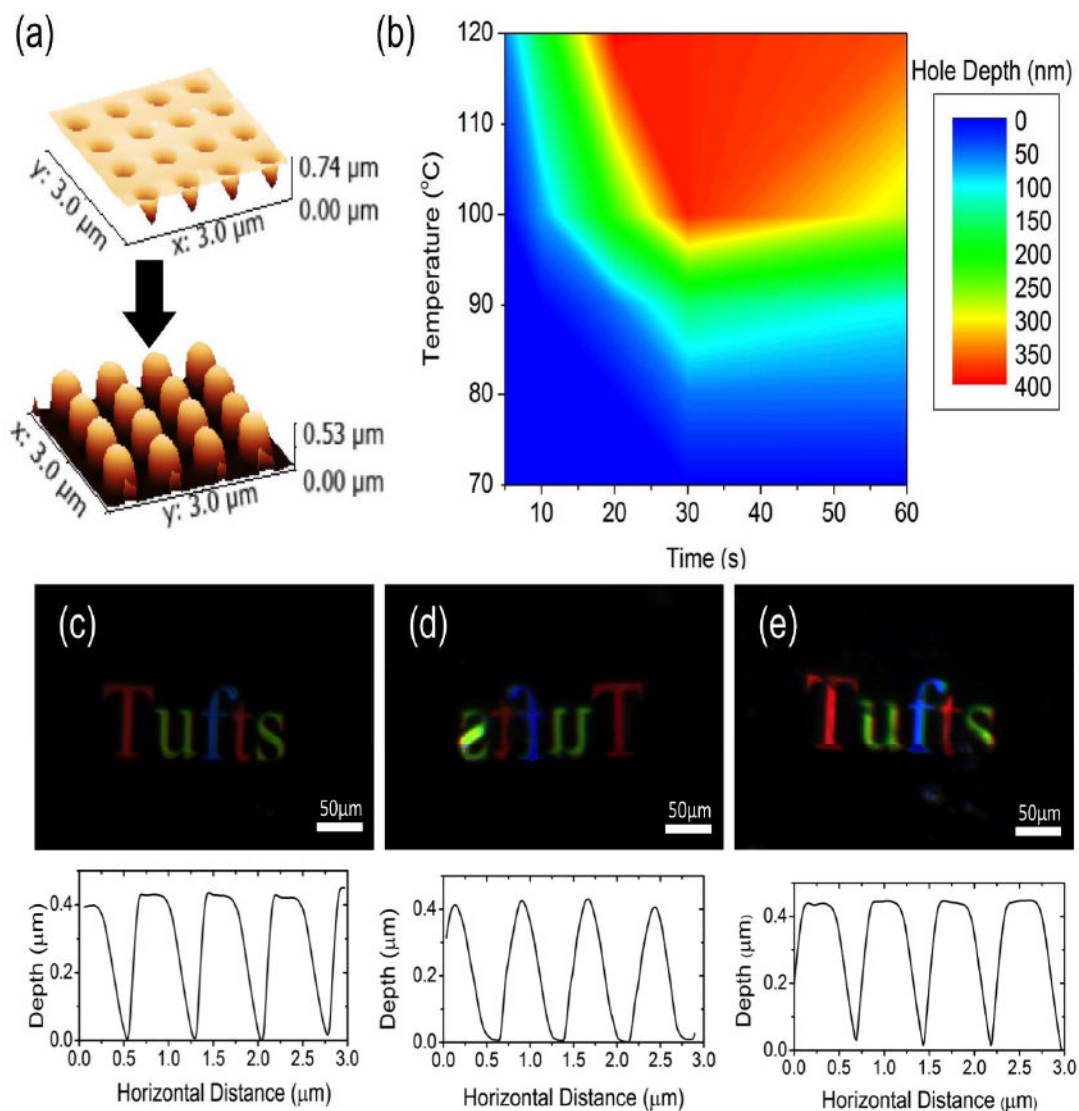 (a)
0.74 μm
0.00 μm
y: 3.0 μm
x: 3.0 μm
0.53 μm
0.00 μm
x: 3.0 μm
y: 3.0 μm
(b)
120
110
100
90
80
70
Temperature (°C)
10 20 30 40 50 60
Time (s)
Hole Depth (nm)
0
50
100
150
200
250
300
350
400
(c)
Tufts
50μm
(d)
Tufts
50μm
(e)
Tufts
50μm
Depth (μm)
0.4
0.2
0.0
0.0 0.5 1.0 1.5 2.0 2.5 3.0
Horizontal Distance (μm)
Depth (μm)
0.4
0.2
0.0
0.0 0.5 1.0 1.5 2.0 2.5 3.0
Horizontal Distance (μm)
Depth (μm)
0.4
0.2
0.0
0.0 0.5 1.0 1.5 2.0 2.5 3.0
Horizontal Distance (μm)